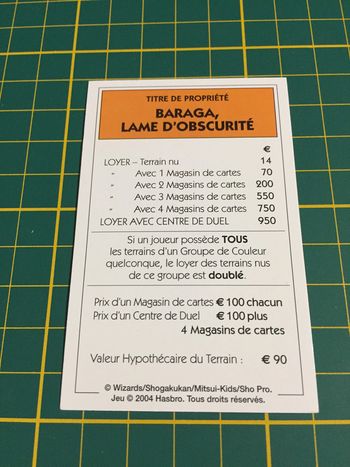 TITRE DE PROPRIÉTÉ
BARAGA,
LAME D'OBSCURITÉ
€
LOYER – Terrain nu 14
" Avec 1 Magasin de cartes 70
" Avec 2 Magasins de cartes 200
" Avec 3 Magasins de cartes 550
" Avec 4 Magasins de cartes 750
LOYER AVEC CENTRE DE DUEL 950
Si un joueur possède TOUS
les terrains d'un Groupe de Couleur
quelconque, le loyer des terrains nus
de ce groupe est doublé.
Prix d'un Magasin de cartes € 100 chacun
Prix d'un Centre de Duel € 100 plus
4 Magasins de cartes
Valeur Hypothécaire du Terrain : € 90
© Wizards/Shogakukan/Mitsui-Kids/Sho Pro.
Jeu © 2004 Hasbro. Tous droits réservés.